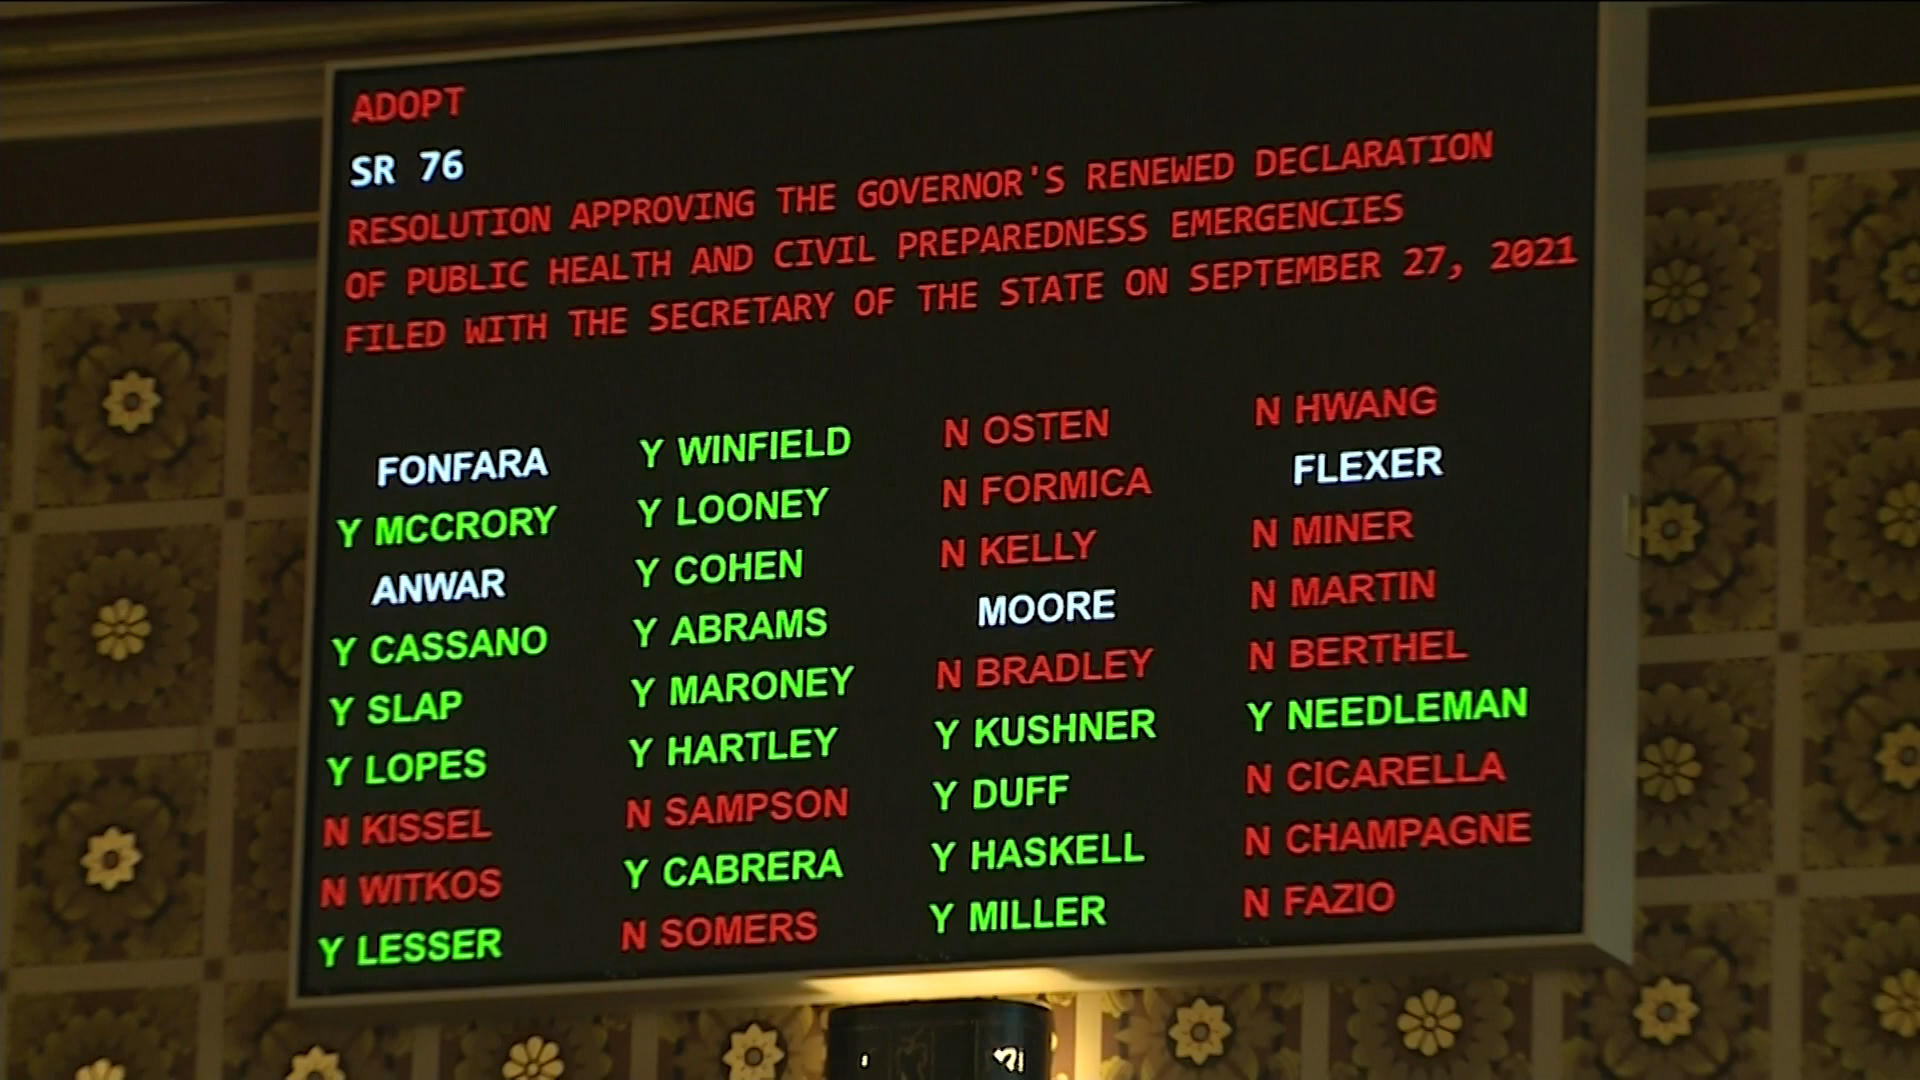 ADOPT
SR 76
RESOLUTION APPROVING THE GOVERNOR'S RENEWED DECLARATION
OF PUBLIC HEALTH AND CIVIL PREPAREDNESS EMERGENCIES
FILED WITH THE SECRETARY OF THE STATE ON SEPTEMBER 27, 2021
FONFARA
Y MCCRORY
ANWAR
Y CASSANO
Y SLAP
Y LOPES
N KISSEL
N WITKOS
Y LESSER
Y WINFIELD
Y LOONEY
Y COHEN
Y ABRAMS
Y MARONEY
Y HARTLEY
N SAMPSON
Y CABRERA
N SOMERS
N OSTEN
N FORMICA
N KELLY
MOORE
N BRADLEY
Y KUSHNER
Y DUFF
Y HASKELL
Y MILLER
N HWANG
FLEXER
N MINER
N MARTIN
N BERTHEL
Y NEEDLEMAN
N CICARELLA
N CHAMPAGNE
N FAZIO